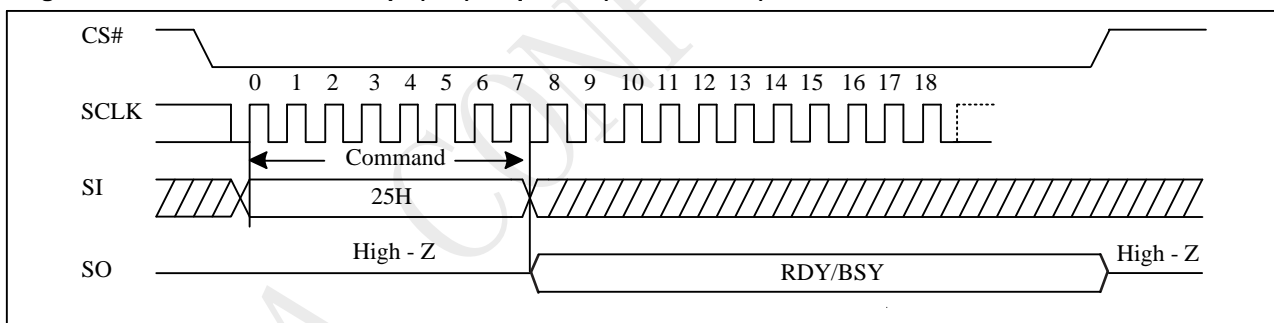 CS#
0 1 2 3 4 5 6 7 8 9 10 11 12 13 14 15 16 17 18
SCLK
Command
SI
25H
High - Z
High - Z
SO
RDY/BSY